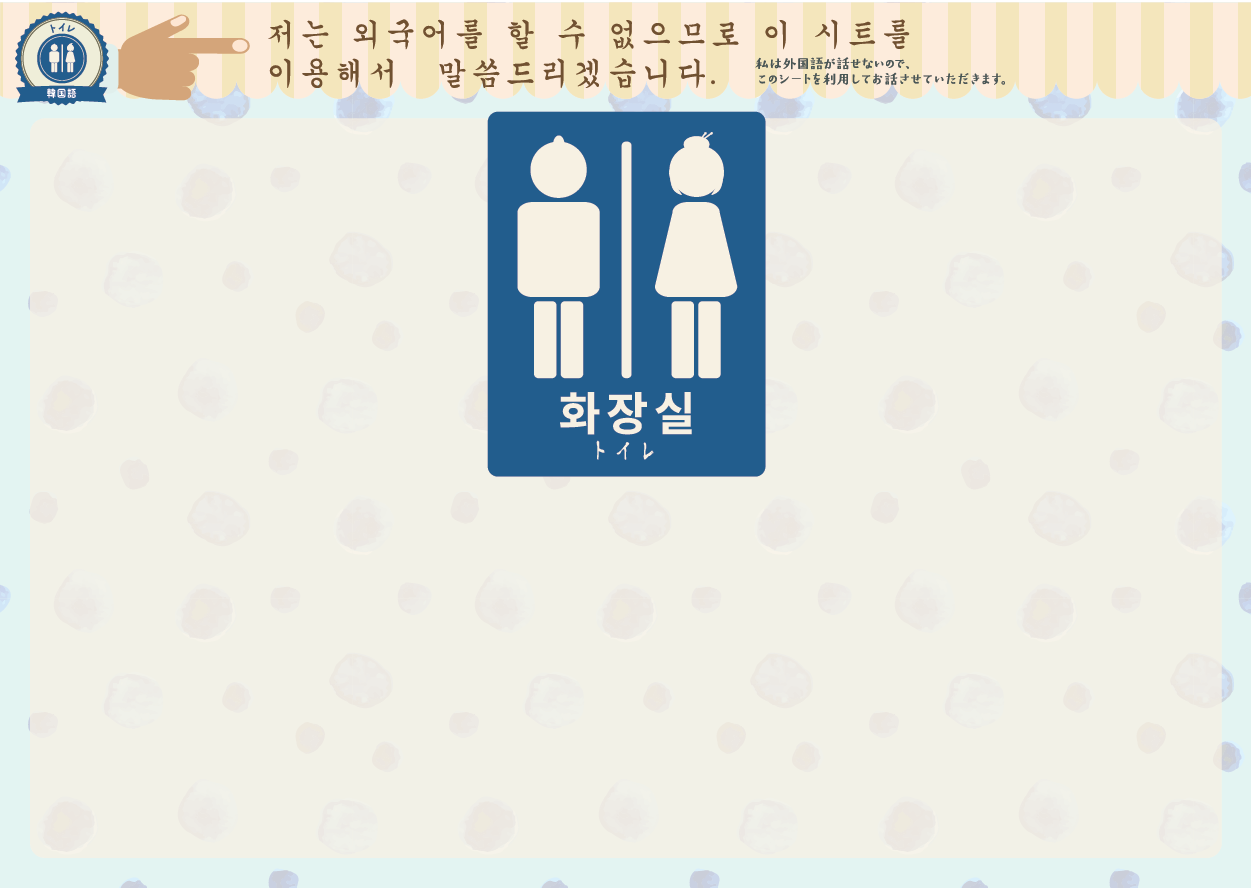 トイレ
韓国語
저는 외국어를 할 수 없으므로 이 시트를
이용해서 말씀드리겠습니다.
私は外国語が話せないので、
このシートを利用してお話させていただきます。
화장실
トイレ